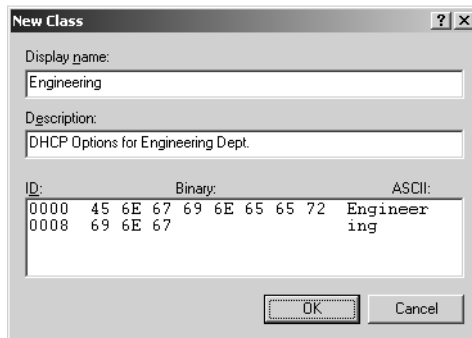 New Class
Display name:
Engineering
Description:
DHCP Options for Engineering Dept.
ID: Binary: ASCII:
0000 45 6E 67 69 6E 65 65 72 Engineer
0008 69 6E 67 ing
OK Cancel